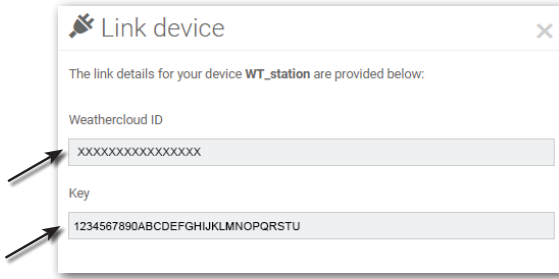 Link device
The link details for your device WT_station are provided below:
Weathercloud ID
XXXXXXXXXXXXXXXX
Key
1234567890ABCDEFGHIJKLMNOPQRSTU